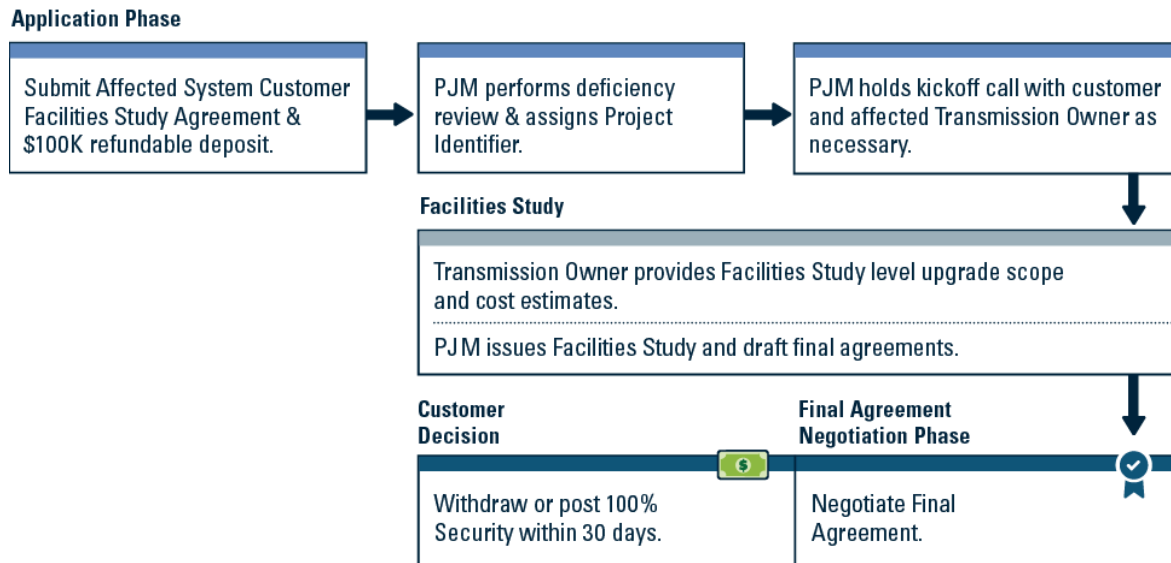 Application Phase
Submit Affected System Customer
Facilities Study Agreement &
$100K refundable deposit.
PJM performs deficiency
review & assigns Project
Identifier.
PJM holds kickoff call with customer
and affected Transmission Owner as
necessary.
Facilities Study
Transmission Owner provides Facilities Study level upgrade scope
and cost estimates.
PJM issues Facilities Study and draft final agreements.
Customer
Decision
$
Withdraw or post 100%
Security within 30 days.
Final Agreement
Negotiation Phase
Negotiate Final
Agreement.